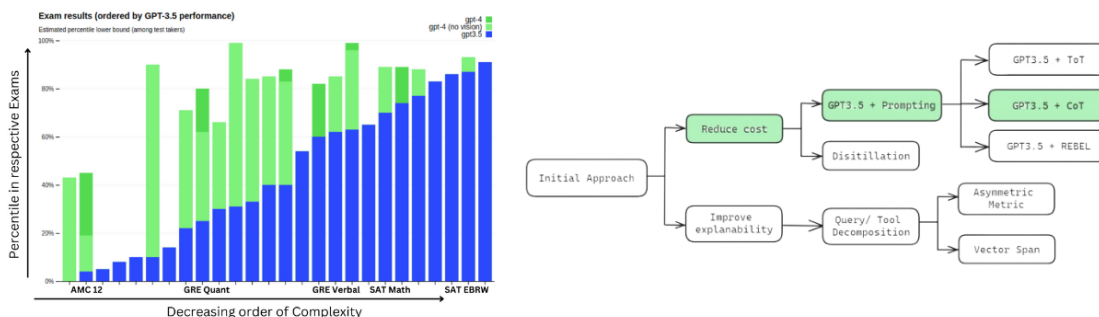 Exam results (ordered by GPT-3.5 performance)
Estimated percentile lower bound (among test takers)
gpt-4
gpt-4 (no vision)
gpt3.5
100%
80%
60%
40%
20%
0%
Percentile in respective Exams
AMC 12
GRE Quant
GRE Verbal
SAT Math
SAT EBRW
Decreasing order of Complexity
Initial Approach
Reduce cost
Improve
explanability
GPT3.5 + Prompting
Disitillation
Query/ Tool
Decomposition
GPT3.5 + ToT
GPT3.5 + CoT
GPT3.5 + REBEL
Asymmetric
Metric
Vector Span